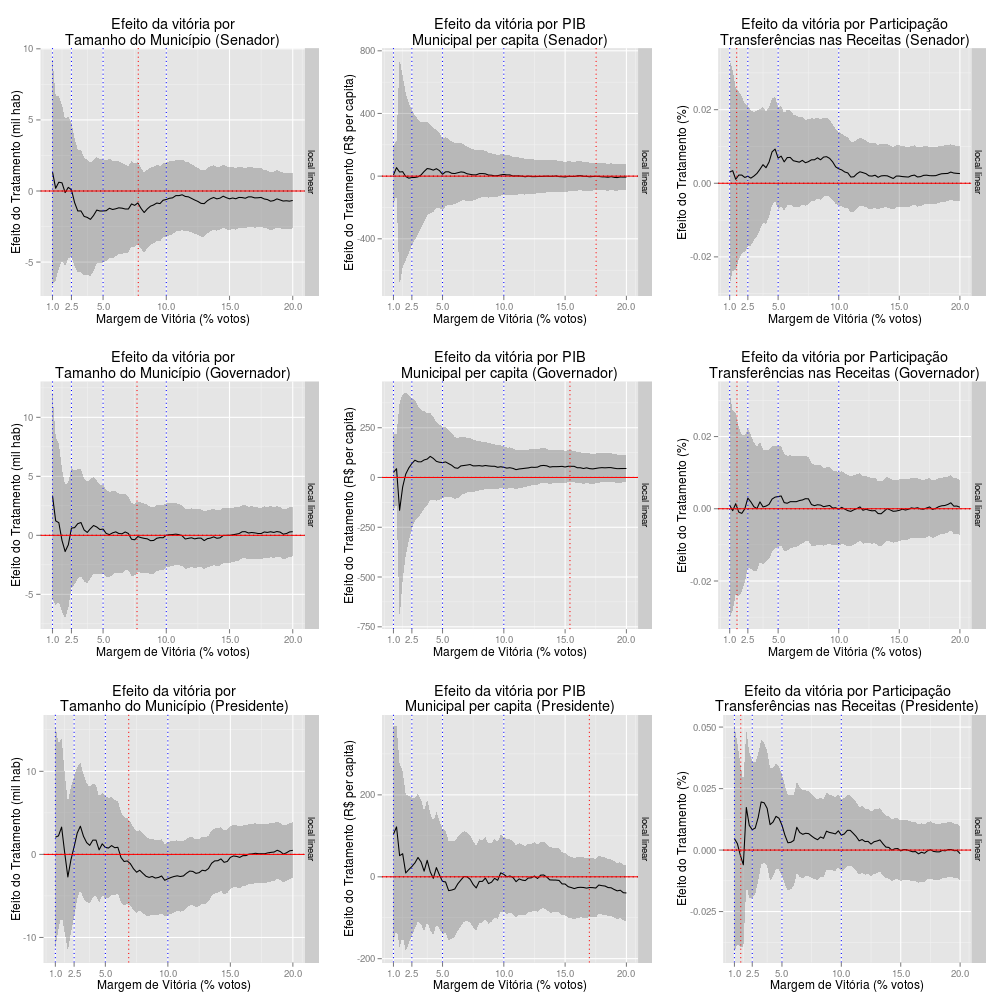 Efeito da vitória por
Tamanho do Município (Senador)
Efeito do Tratamento (mil hab)
10
5
0
-5
local linear
1.0 2.5 5.0 10.0 15.0 20.0
Margem de Vitória (% votos)
Efeito da vitória por PIB
Municipal per capita (Senador)
Efeito do Tratamento (R$ per capita)
800
400
0
-400
local linear
1.0 2.5 5.0 10.0 15.0 20.0
Margem de Vitória (% votos)
Efeito da vitória por Participação
Transferências nas Receitas (Senador)
Efeito do Tratamento (%)
0.02
0.00
-0.02
local linear
1.0 2.5 5.0 10.0 15.0 20.0
Margem de Vitória (% votos)
Efeito da vitória por
Tamanho do Município (Governador)
Efeito do Tratamento (mil hab)
10
5
0
-5
local linear
1.0 2.5 5.0 10.0 15.0 20.0
Margem de Vitória (% votos)
Efeito da vitória por PIB
Municipal per capita (Governador)
Efeito do Tratamento (R$ per capita)
250
0
-250
-500
-750
local linear
1.0 2.5 5.0 10.0 15.0 20.0
Margem de Vitória (% votos)
Efeito da vitória por Participação
Transferências nas Receitas (Governador)
Efeito do Tratamento (%)
0.02
0.00
-0.02
local linear
1.0 2.5 5.0 10.0 15.0 20.0
Margem de Vitória (% votos)
Efeito da vitória por
Tamanho do Município (Presidente)
Efeito do Tratamento (mil hab)
10
0
-10
local linear
1.0 2.5 5.0 10.0 15.0 20.0
Margem de Vitória (% votos)
Efeito da vitória por PIB
Municipal per capita (Presidente)
Efeito do Tratamento (R$ per capita)
200
0
-200
local linear
1.0 2.5 5.0 10.0 15.0 20.0
Margem de Vitória (% votos)
Efeito da vitória por Participação
Transferências nas Receitas (Presidente)
Efeito do Tratamento (%)
0.050
0.025
0.000
-0.025
local linear
1.0 2.5 5.0 10.0 15.0 20.0
Margem de Vitória (% votos)